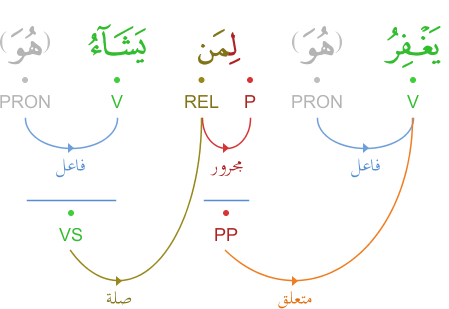 يَغْفِرُ (هُوَ) لِمَن يَشَآءُ (هُوَ)
V PRON P REL V PRON
فاعل مجرور فاعل
PP VS
متعلق صلة